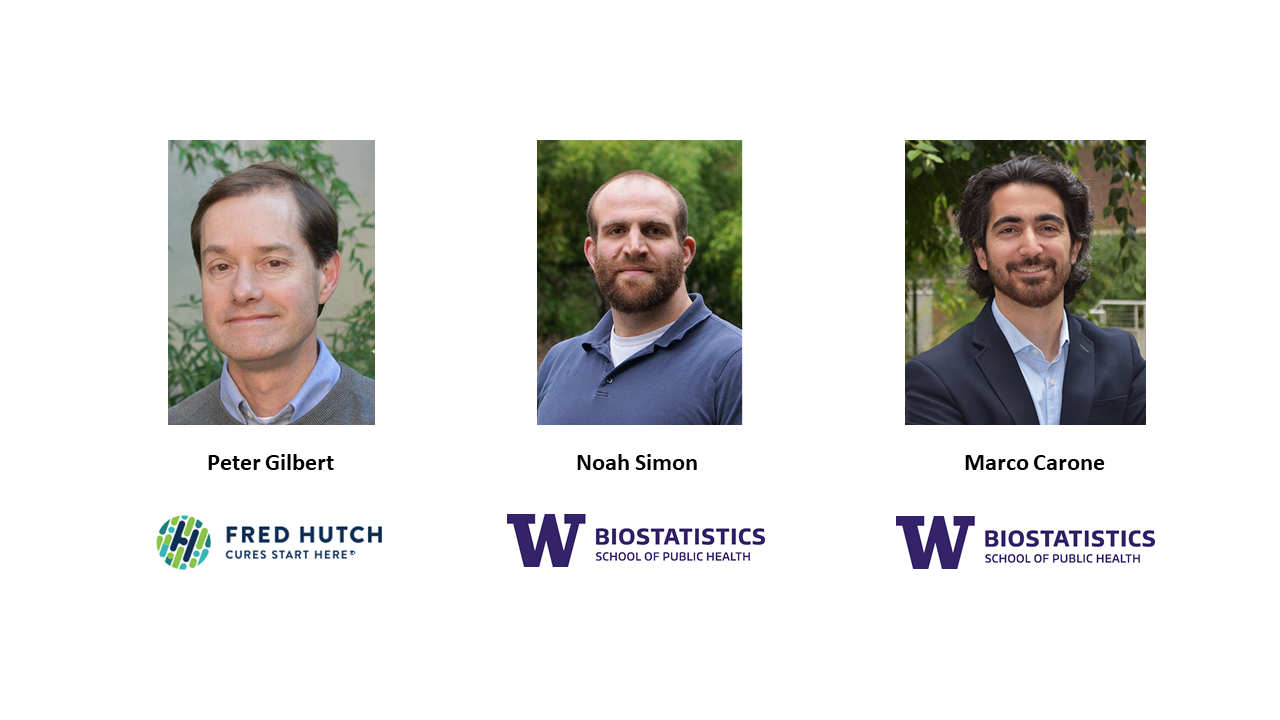 Peter Gilbert
Noah Simon
Marco Carone
FRED HUTCH
CURES START HERE®
W BIOSTATISTICS
SCHOOL OF PUBLIC HEALTH
W BIOSTATISTICS
SCHOOL OF PUBLIC HEALTH